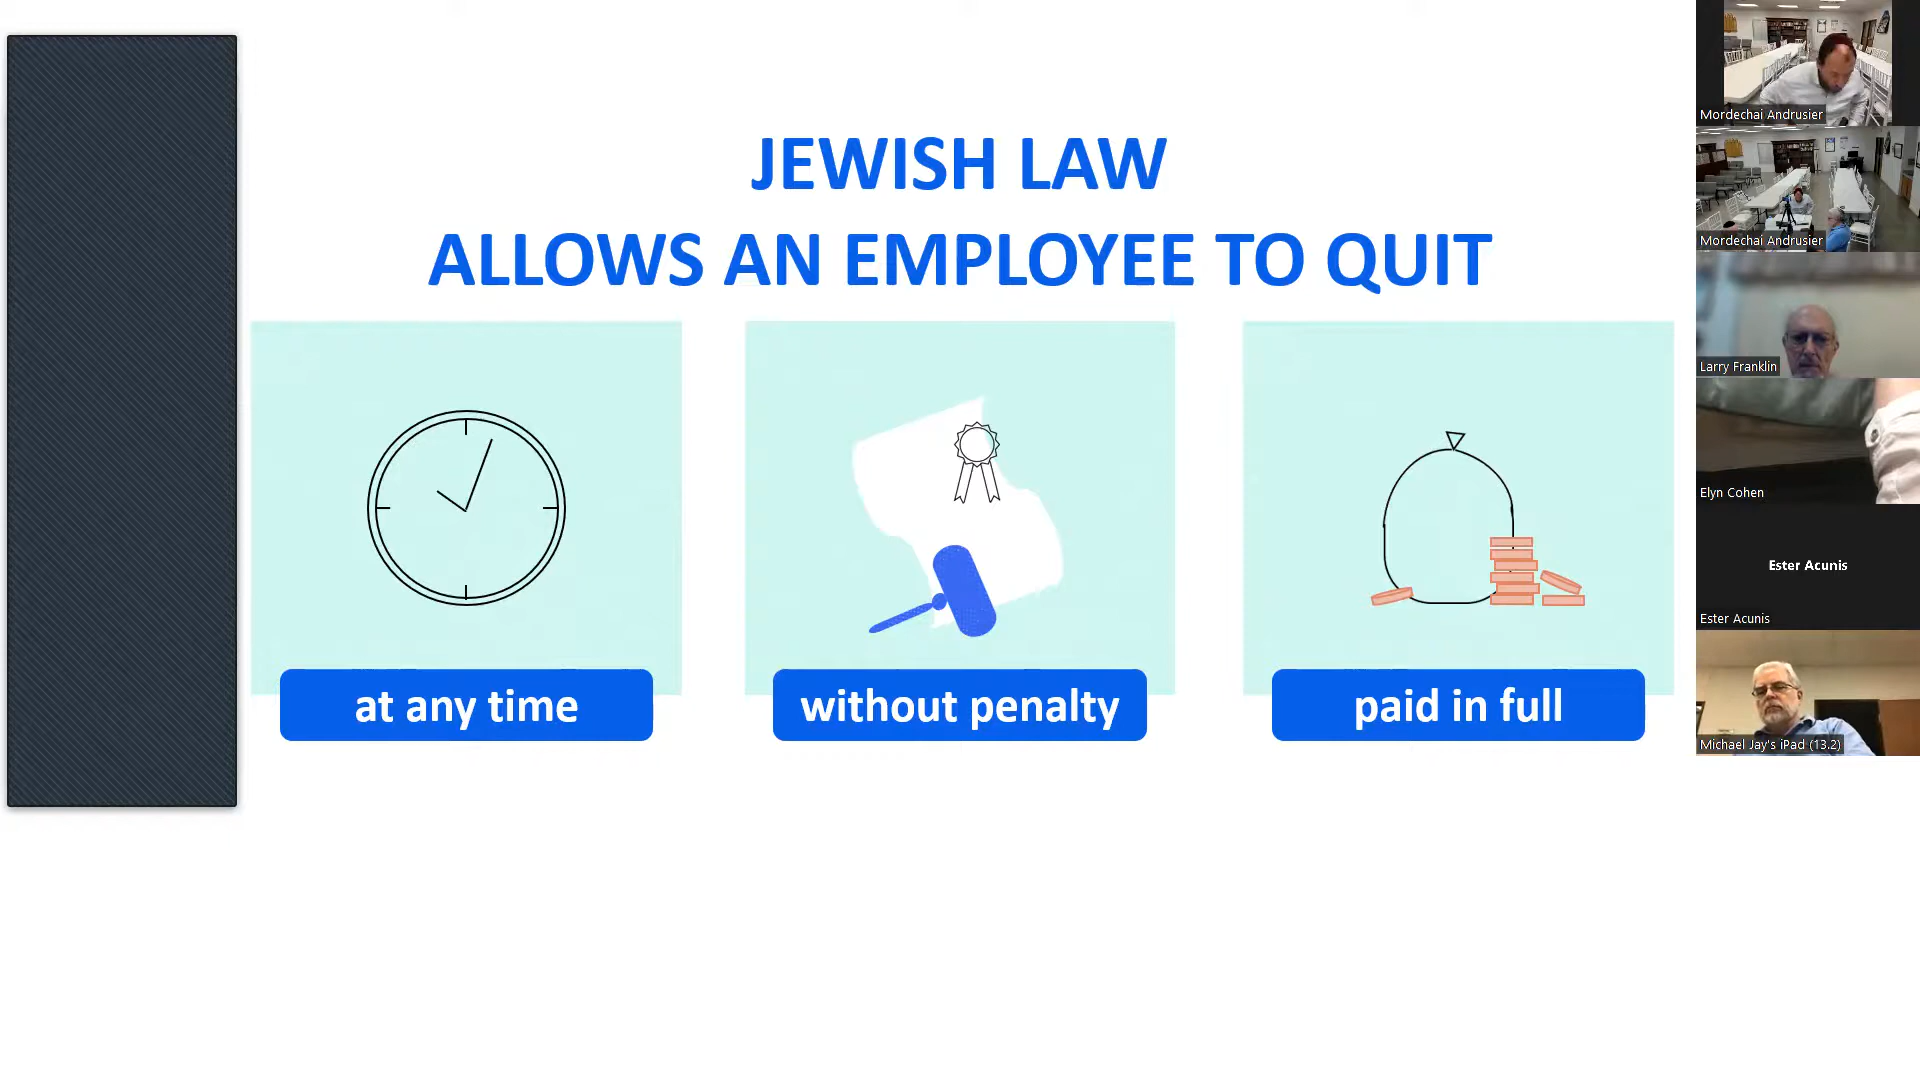 JEWISH LAW
ALLOWS AN EMPLOYEE TO QUIT
at any time
without penalty
paid in full
Mordechai Andrusier
Mordechai Andrusier
Larry Franklin
Elyn Cohen
Ester Acunis
Ester Acunis
Michael Jay's iPad (13.2)